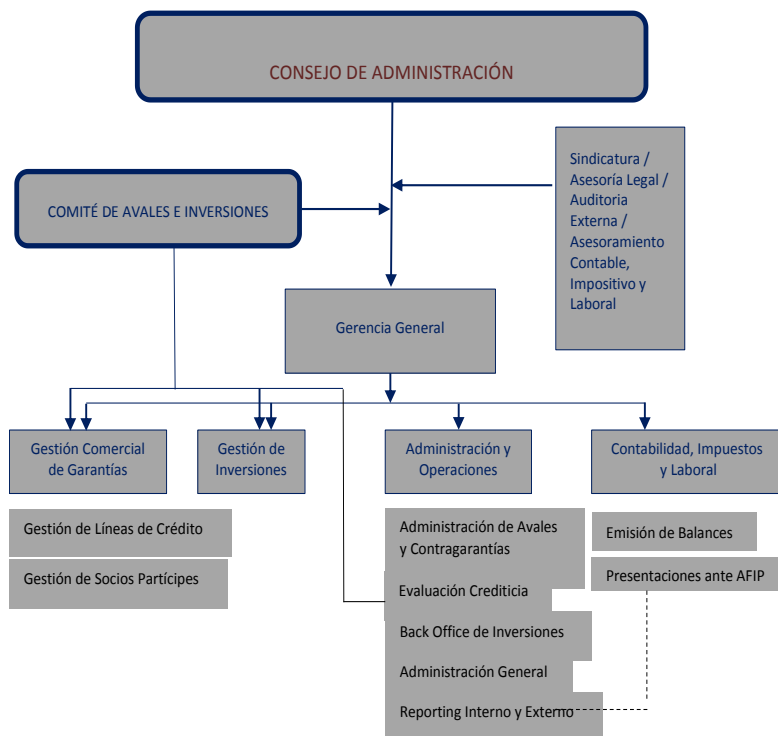 CONSEJO DE ADMINISTRACIÓN
Sindicatura /
Asesoría Legal /
Auditoria
Externa /
Asesoramiento
Contable,
Impositivo y
Laboral
COMITÉ DE AVALES E INVERSIONES
Gerencia General
Gestión Comercial
de Garantías
Gestión de
Inversiones
Administración y
Operaciones
Contabilidad, Impuestos
y Laboral
Gestión de Líneas de Crédito
Gestión de Socios Partícipes
Administración de Avales
y Contragarantías
Evaluación Crediticia
Back Office de Inversiones
Administración General
Reporting Interno y Externo
Emisión de Balances
Presentaciones ante AFIP